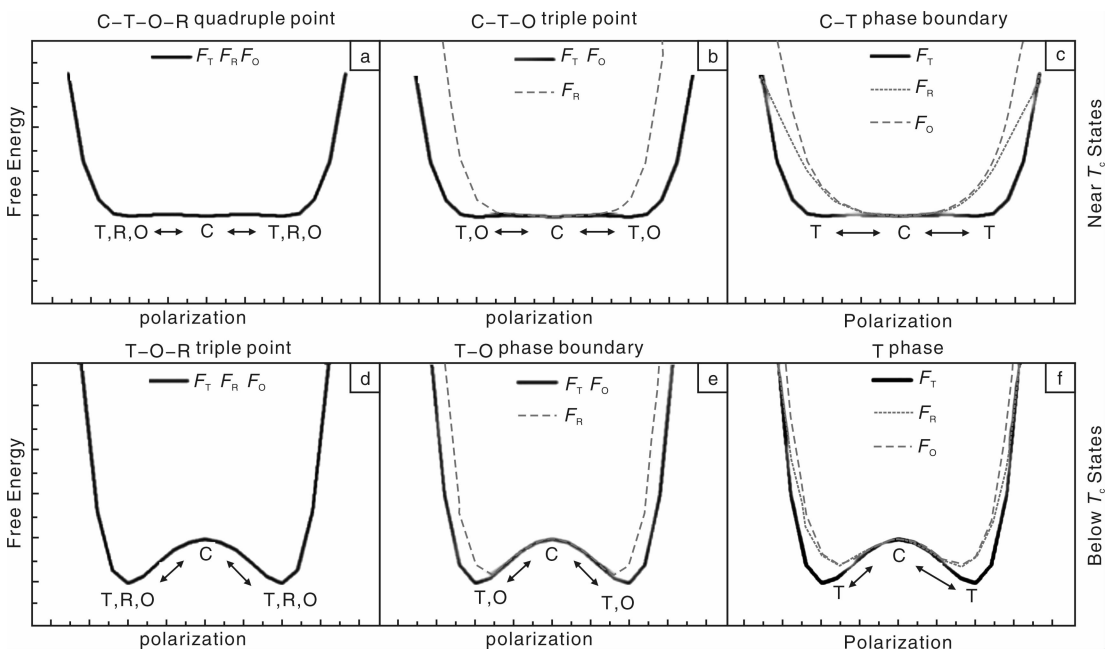 C–T–O–R quadruple point
C–T–O triple point
C–T phase boundary
F_T F_R F_O
a
F_T F_O
F_R
b
F_T
F_R
F_O
c
Free Energy
Near T_c States
T,R,O C T,R,O
T,O C T,O
T C T
polarization
polarization
Polarization
T–O–R triple point
T–O phase boundary
T phase
F_T F_R F_O
d
F_T F_O
F_R
e
F_T
F_R
F_O
f
Free Energy
Below T_c States
C
C
C
T,R,O T,R,O
T,O T,O
T T
polarization
polarization
Polarization